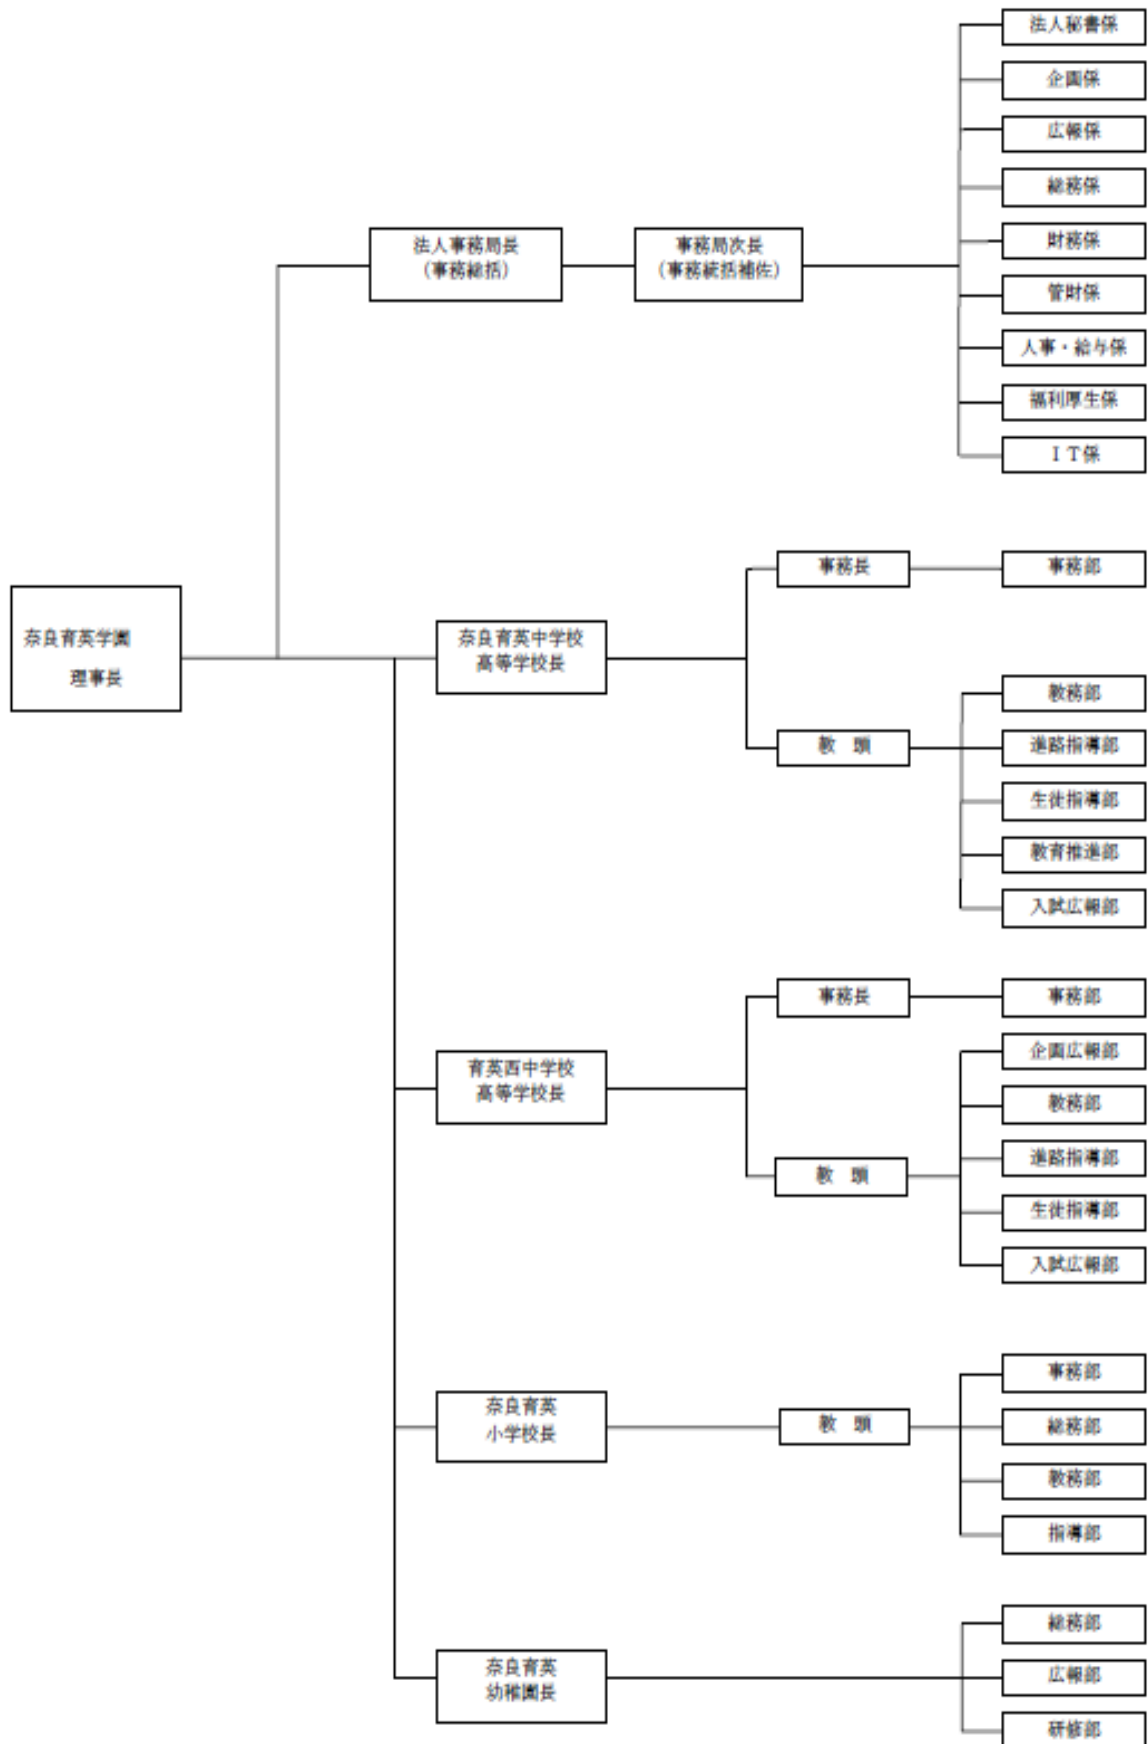 法人秘書係
企画係
広報係
総務係
法人事務局長
（事務総括）
事務局次長
（事務統括補佐）
財務係
管財係
人事・給与係
福利厚生係
ＩＴ係
奈良育英学園
理事長
奈良育英中学校
高等学校長
事務長
事務部
教　頭
教務部
進路指導部
生徒指導部
教育推進部
入試広報部
育英西中学校
高等学校長
事務長
事務部
教　頭
企画広報部
教務部
進路指導部
生徒指導部
入試広報部
奈良育英
小学校長
教　頭
事務部
総務部
教務部
指導部
奈良育英
幼稚園長
総務部
広報部
研修部